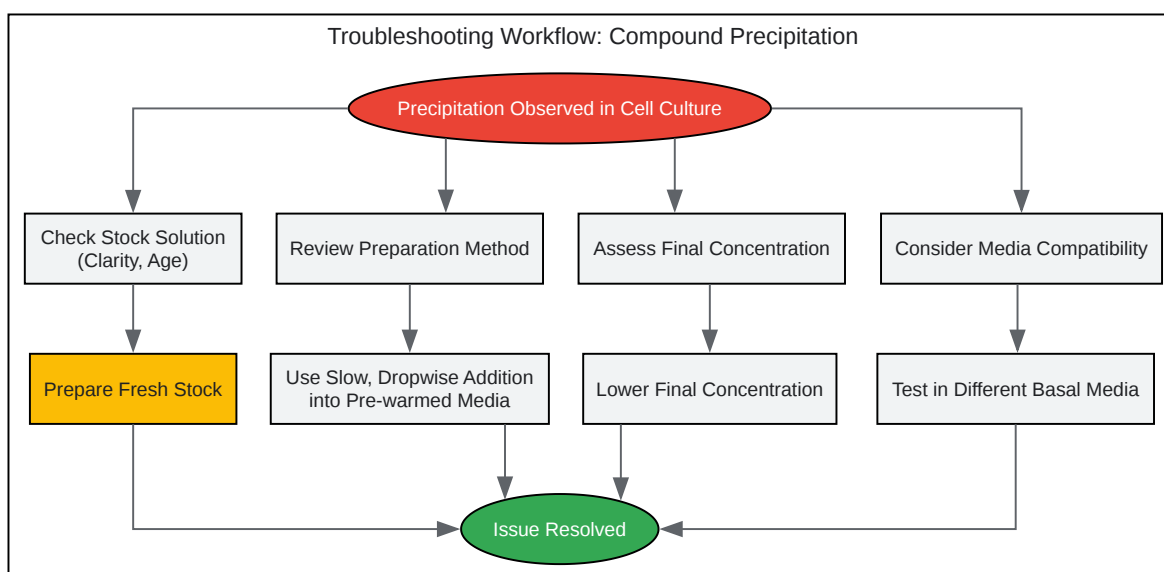 Troubleshooting Workflow: Compound Precipitation
Precipitation Observed in Cell Culture
Check Stock Solution
(Clarity, Age)
Review Preparation Method
Assess Final Concentration
Consider Media Compatibility
Prepare Fresh Stock
Use Slow, Dropwise Addition
into Pre-warmed Media
Lower Final Concentration
Test in Different Basal Media
Issue Resolved